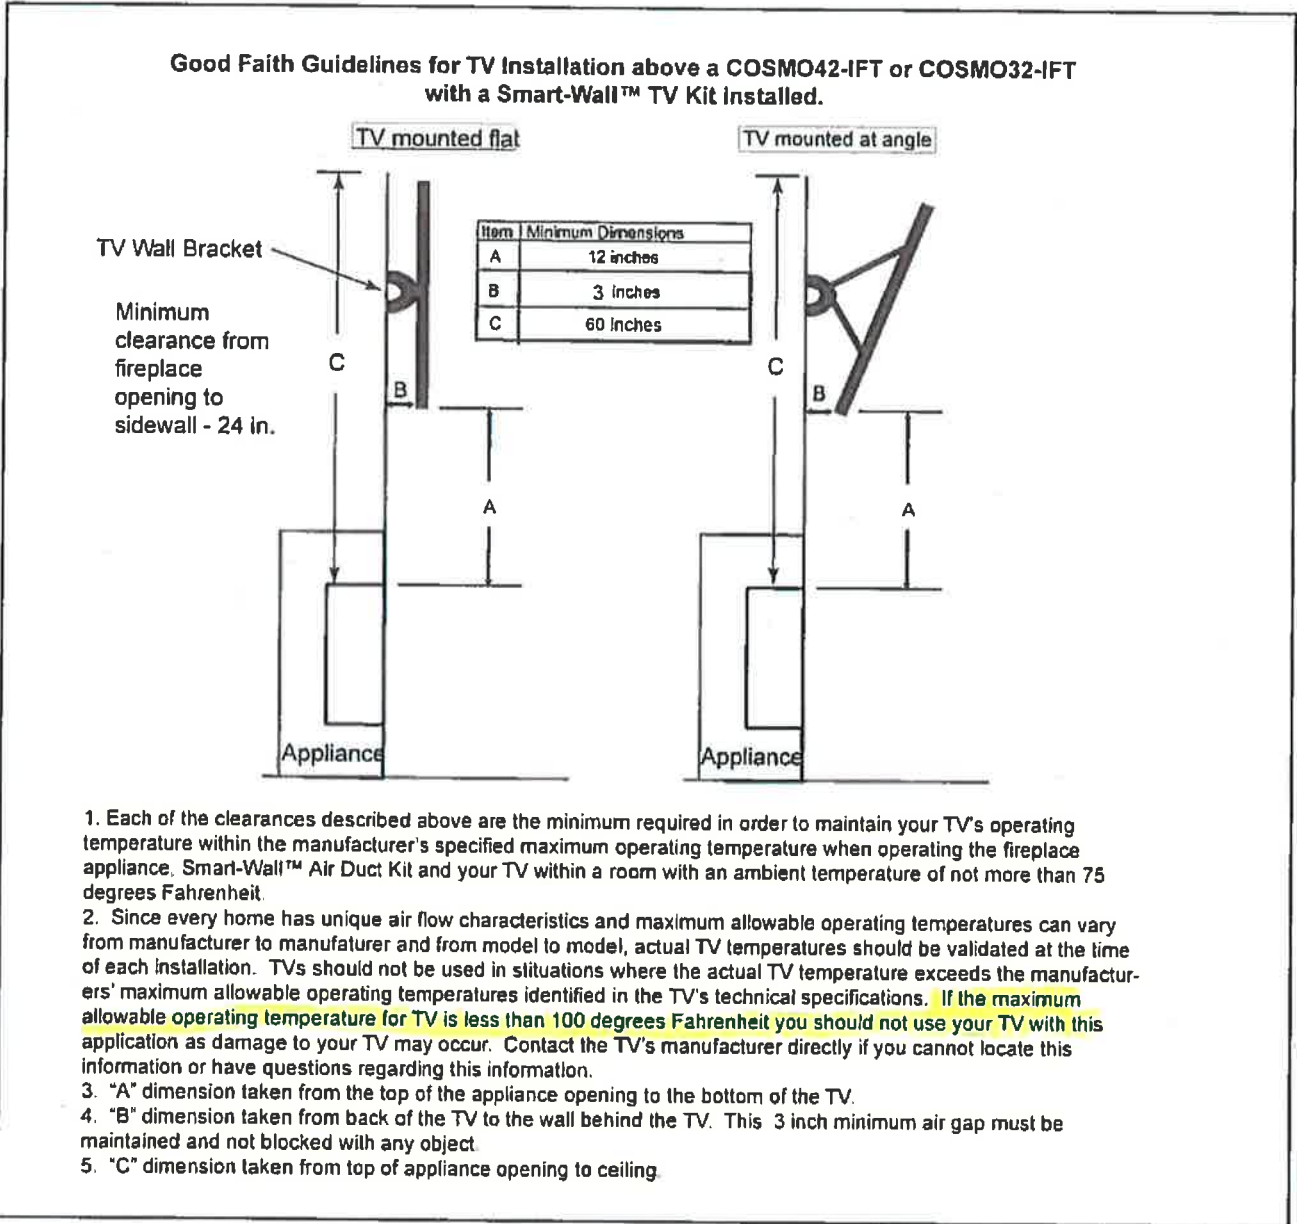 Good Faith Guidelines for TV Installation above a COSMO42-IFT or COSMO32-IFT
with a Smart-Wall™ TV Kit Installed.
TV mounted flat
TV mounted at angle
TV Wall Bracket
Minimum
clearance from
fireplace
opening to
sidewall - 24 in.
Item Minimum Dimensions
A 12 inches
B 3 inches
C 60 Inches
C
B
A
C
B
A
Appliance
Appliance
1. Each of the clearances described above are the minimum required in order to maintain your TV's operating
temperature within the manufacturer's specified maximum operating temperature when operating the fireplace
appliance, Smart-Wall™ Air Duct Kit and your TV within a room with an ambient temperature of not more than 75
degrees Fahrenheit.
2. Since every home has unique air flow characteristics and maximum allowable operating temperatures can vary
from manufacturer to manufaturer and from model to model, actual TV temperatures should be validated at the time
of each installation. TVs should not be used in stituations where the actual TV temperature exceeds the manufactur-
ers' maximum allowable operating temperatures identified in the TV's technical specifications. If the maximum
allowable operating temperature for TV is less than 100 degrees Fahrenheit you should not use your TV with this
application as damage to your TV may occur. Contact the TV's manufacturer directly if you cannot locate this
information or have questions regarding this information.
3. "A" dimension taken from the top of the appliance opening to the bottom of the TV.
4. "B" dimension taken from back of the TV to the wall behind the TV. This 3 inch minimum air gap must be
maintained and not blocked with any object.
5. "C" dimension taken from top of appliance opening to ceiling.